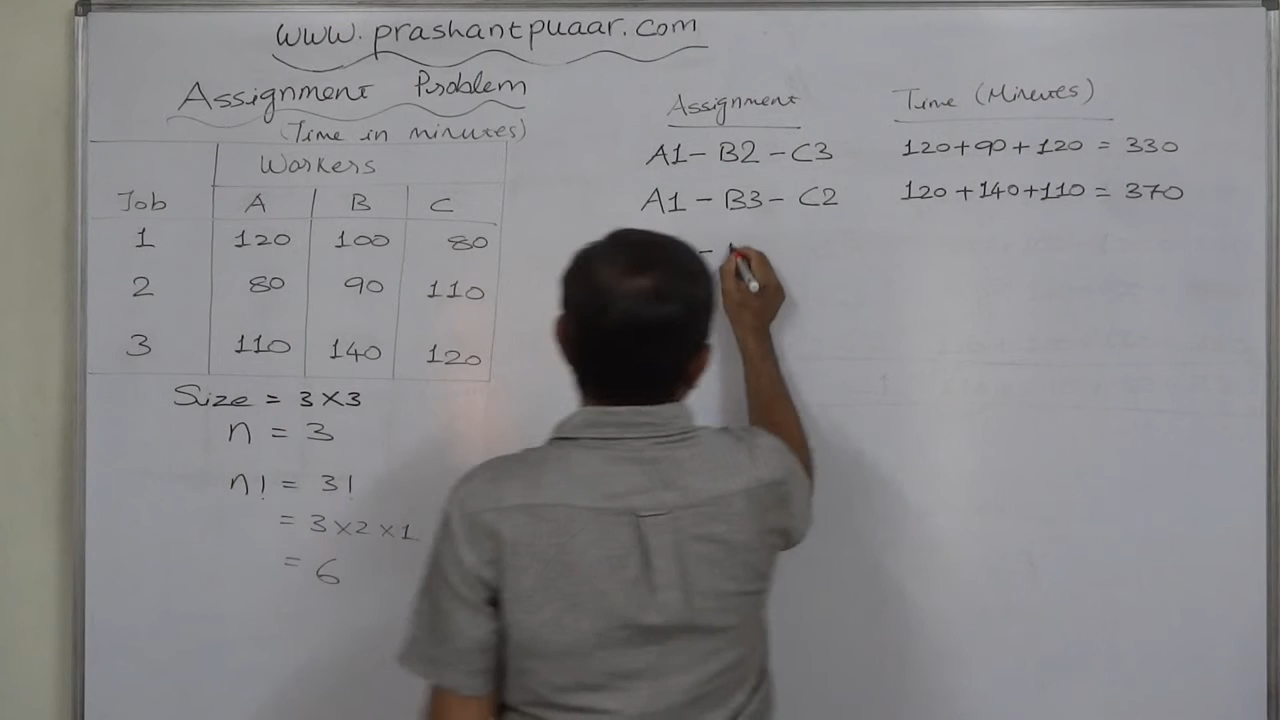 www.prashantpuaar.com
Assignment Problem
(Time in minutes)
Workers
Job A B C
1 120 100 80
2 80 90 110
3 110 140 120
Size = 3×3
n = 3
n! = 3!
= 3×2×1
= 6
Assignment Time (Minutes)
A1 - B2 - C3 120+90+120 = 330
A1 - B3 - C2 120+140+110 = 370
-